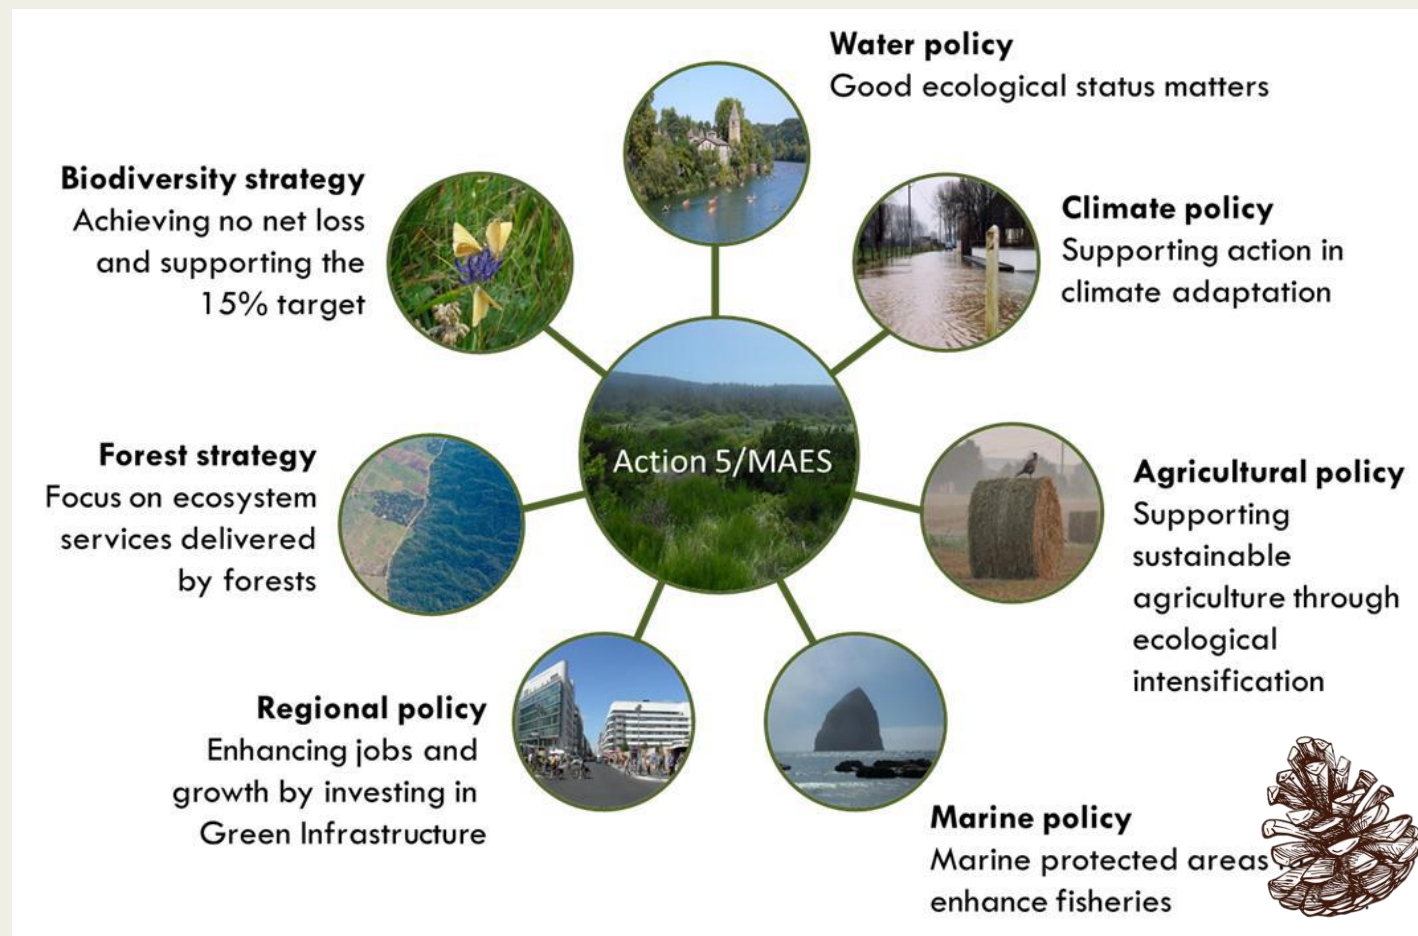 Water policy
Good ecological status matters
Biodiversity strategy
Achieving no net loss
and supporting the
15% target
Climate policy
Supporting action in
climate adaptation
Action 5/MAES
Forest strategy
Focus on ecosystem
services delivered
by forests
Agricultural policy
Supporting
sustainable
agriculture through
ecological
intensification
Regional policy
Enhancing jobs and
growth by investing in
Green Infrastructure
Marine policy
Marine protected areas
enhance fisheries